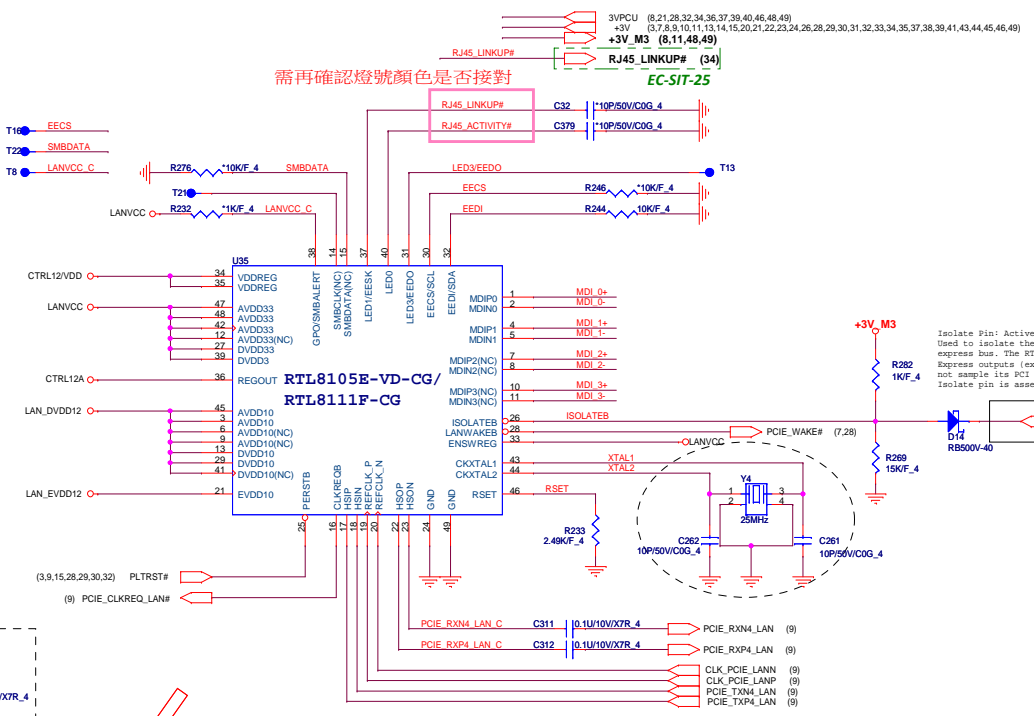 3VPCU (8,21,28,32,34,36,37,39,40,46,48,49)
+3V (3,7,8,9,10,11,13,14,15,20,21,22,23,24,26,28,29,30,31,32,33,34,35,37,38,39,41,43,44,45,46,49)
+3V_M3 (8,11,48,49)
RJ45_LINKUP# RJ45_LINKUP# (34)
EC-SIT-25
需再確認燈號顏色是否接對
RJ45_LINKUP# C32 *10P/50V/C0G_4
RJ45_ACTIVITY# C379 *10P/50V/C0G_4
T16 EECS
T22 SMBDATA
T8 LANVCC_C
R276 *10K/F_4 SMBDATA LED3/EEDO T13
T21 EECS R246 *10K/F_4
LANVCC R232 *1K/F_4 LANVCC_C EEDI R244 10K/F_4
38 14 15 37 40 31 30 32
U35
GPO/SMBALERT
SMBCLK(NC)
SMBDATA(NC)
LED1/EESK
LED0
LED3/EEDO
EECS/SCL
EEDI/SDA
CTRL12/VDD 34 VDDREG
35 VDDREG
LANVCC 47 AVDD33
48 AVDD33
42 AVDD33
12 AVDD33(NC)
27 DVDD33
39 DVDD3
CTRL12A 36 REGOUT
RTL8105E-VD-CG/
RTL8111F-CG
LAN_DVDD12 45 AVDD10
3 AVDD10
6 AVDD10(NC)
9 AVDD10(NC)
13 DVDD10
29 DVDD10
41 DVDD10(NC)
LAN_EVDD12 21 EVDD10
MDIP0 1 MDI_0+
MDIN0 2 MDI_0-
MDIP1 4 MDI_1+
MDIN1 5 MDI_1-
MDIP2(NC) 7 MDI_2+
MDIN2(NC) 8 MDI_2-
MDIP3(NC) 10 MDI_3+
MDIN3(NC) 11 MDI_3-
ISOLATEB 26 ISOLATEB
LANWAKEB 28 PCIE_WAKE# (7,28)
ENSWREG 33 LANVCC
CKXTAL1 43 XTAL1
CKXTAL2 44 XTAL2
RSET 46 RSET
+3V_M3
R282
1K/F_4
Isolate Pin: Active
Used to isolate the
express bus. The RT
Express outputs (ex
not sample its PCI
Isolate pin is asse
D14
RB500V-40
R269
15K/F_4
Y4
1 3
2 4
25MHz
C262
10P/50V/C0G_4
C261
10P/50V/C0G_4
R233
2.49K/F_4
PERSTB
CLKREQB
HSIP
HSIN
REFCLK_P
REFCLK_N
HSOP
HSON
GND
GND
25 16 17 18 19 20 22 23 24 49
(3,9,15,28,29,30,32) PLTRST#
(9) PCIE_CLKREQ_LAN#
PCIE_RXN4_LAN_C C311 0.1U/10V/X7R_4 PCIE_RXN4_LAN (9)
PCIE_RXP4_LAN_C C312 0.1U/10V/X7R_4 PCIE_RXP4_LAN (9)
CLK_PCIE_LANN (9)
CLK_PCIE_LANP (9)
PCIE_TXN4_LAN (9)
PCIE_TXP4_LAN (9)
/X7R_4